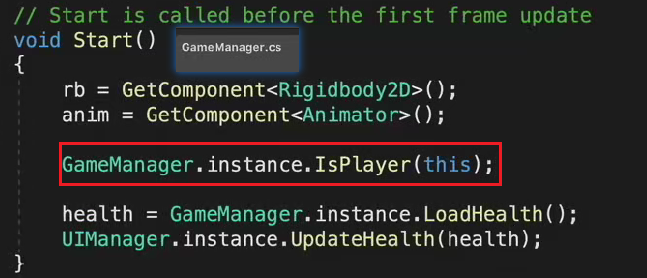 // Start is called before the first frame update
void Start()
GameManager.cs
{
rb = GetComponent<Rigidbody2D>();
anim = GetComponent<Animator>();
GameManager.instance.IsPlayer(this);
health = GameManager.instance.LoadHealth();
UIManager.instance.UpdateHealth(health);
}